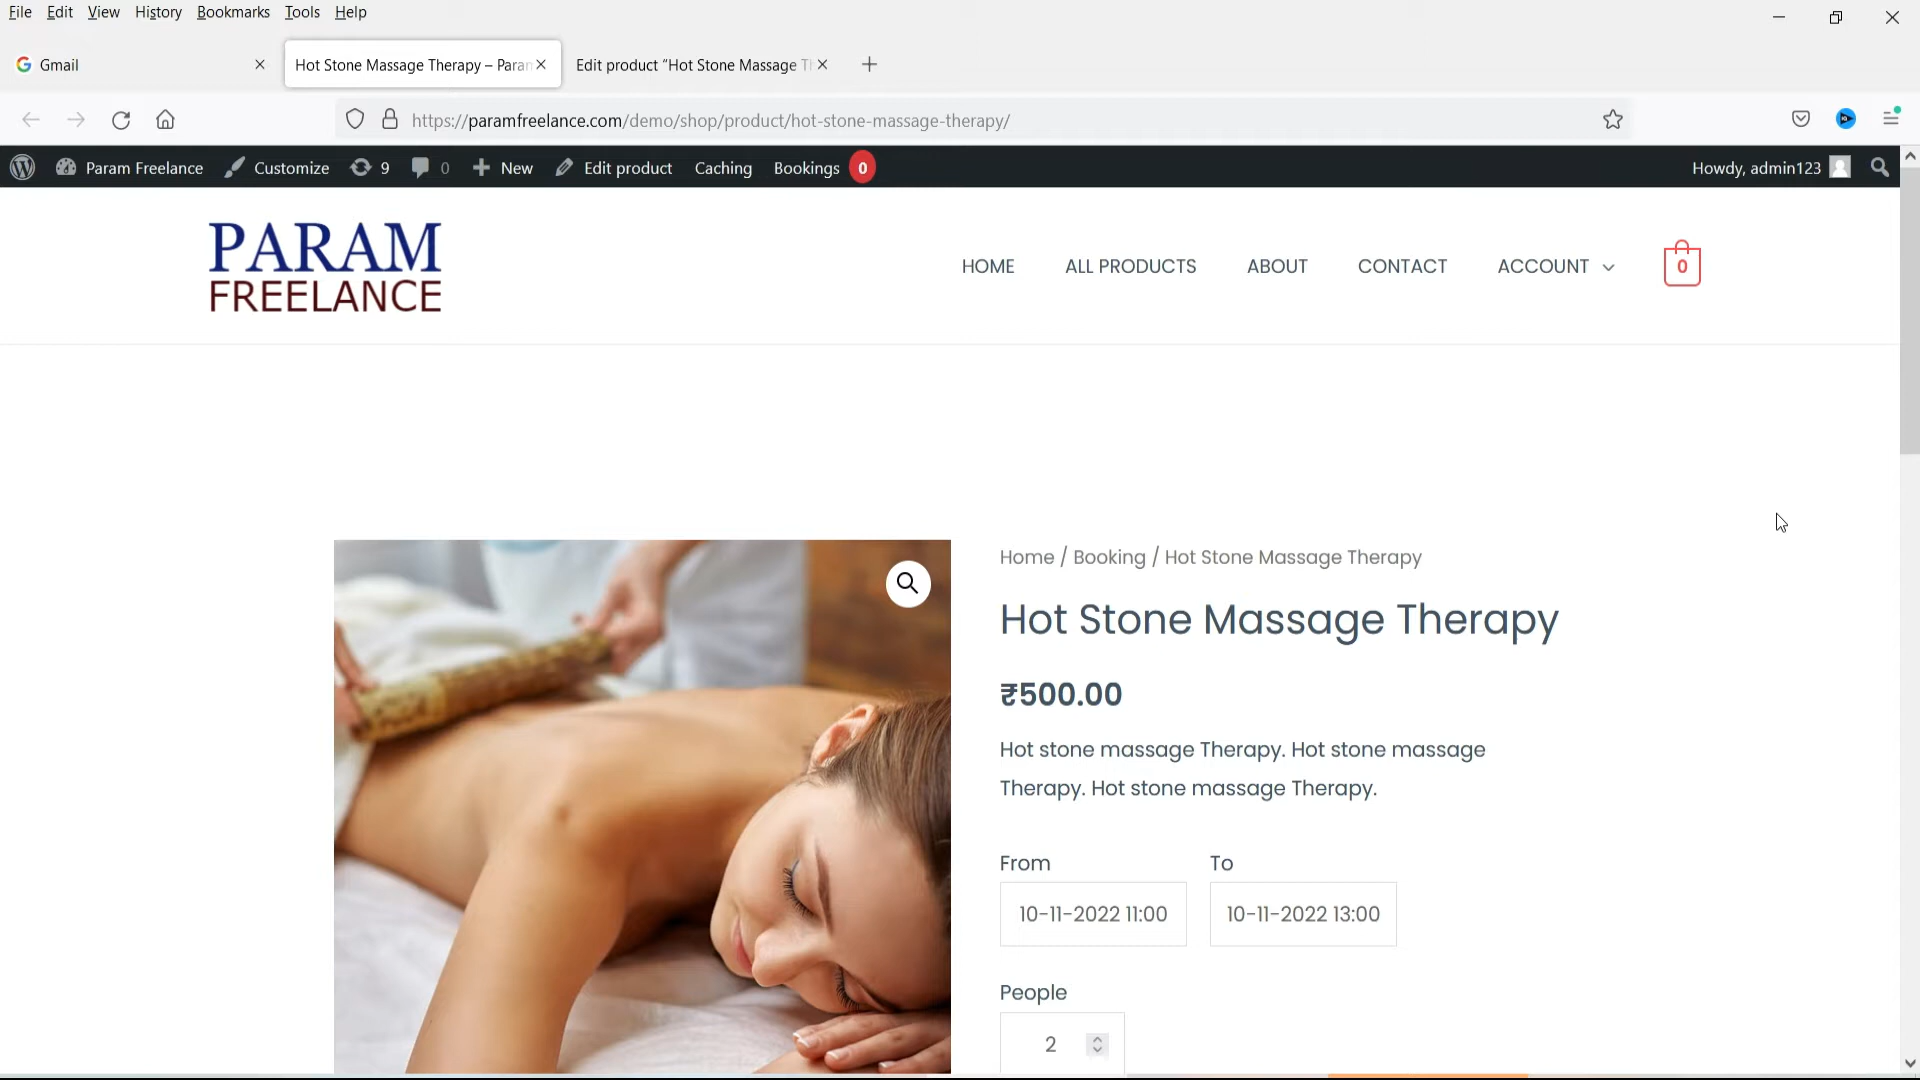 File Edit View History Bookmarks Tools Help
Gmail
Hot Stone Massage Therapy – Param
Edit product “Hot Stone Massage Th
https://paramfreelance.com/demo/shop/product/hot-stone-massage-therapy/
Param Freelance Customize 9 0 New Edit product Caching Bookings 0 Howdy, admin123
PARAM
FREELANCE
HOME ALL PRODUCTS ABOUT CONTACT ACCOUNT 0
Home / Booking / Hot Stone Massage Therapy
Hot Stone Massage Therapy
₹500.00
Hot stone massage Therapy. Hot stone massage
Therapy. Hot stone massage Therapy.
From To
10-11-2022 11:00 10-11-2022 13:00
People
2